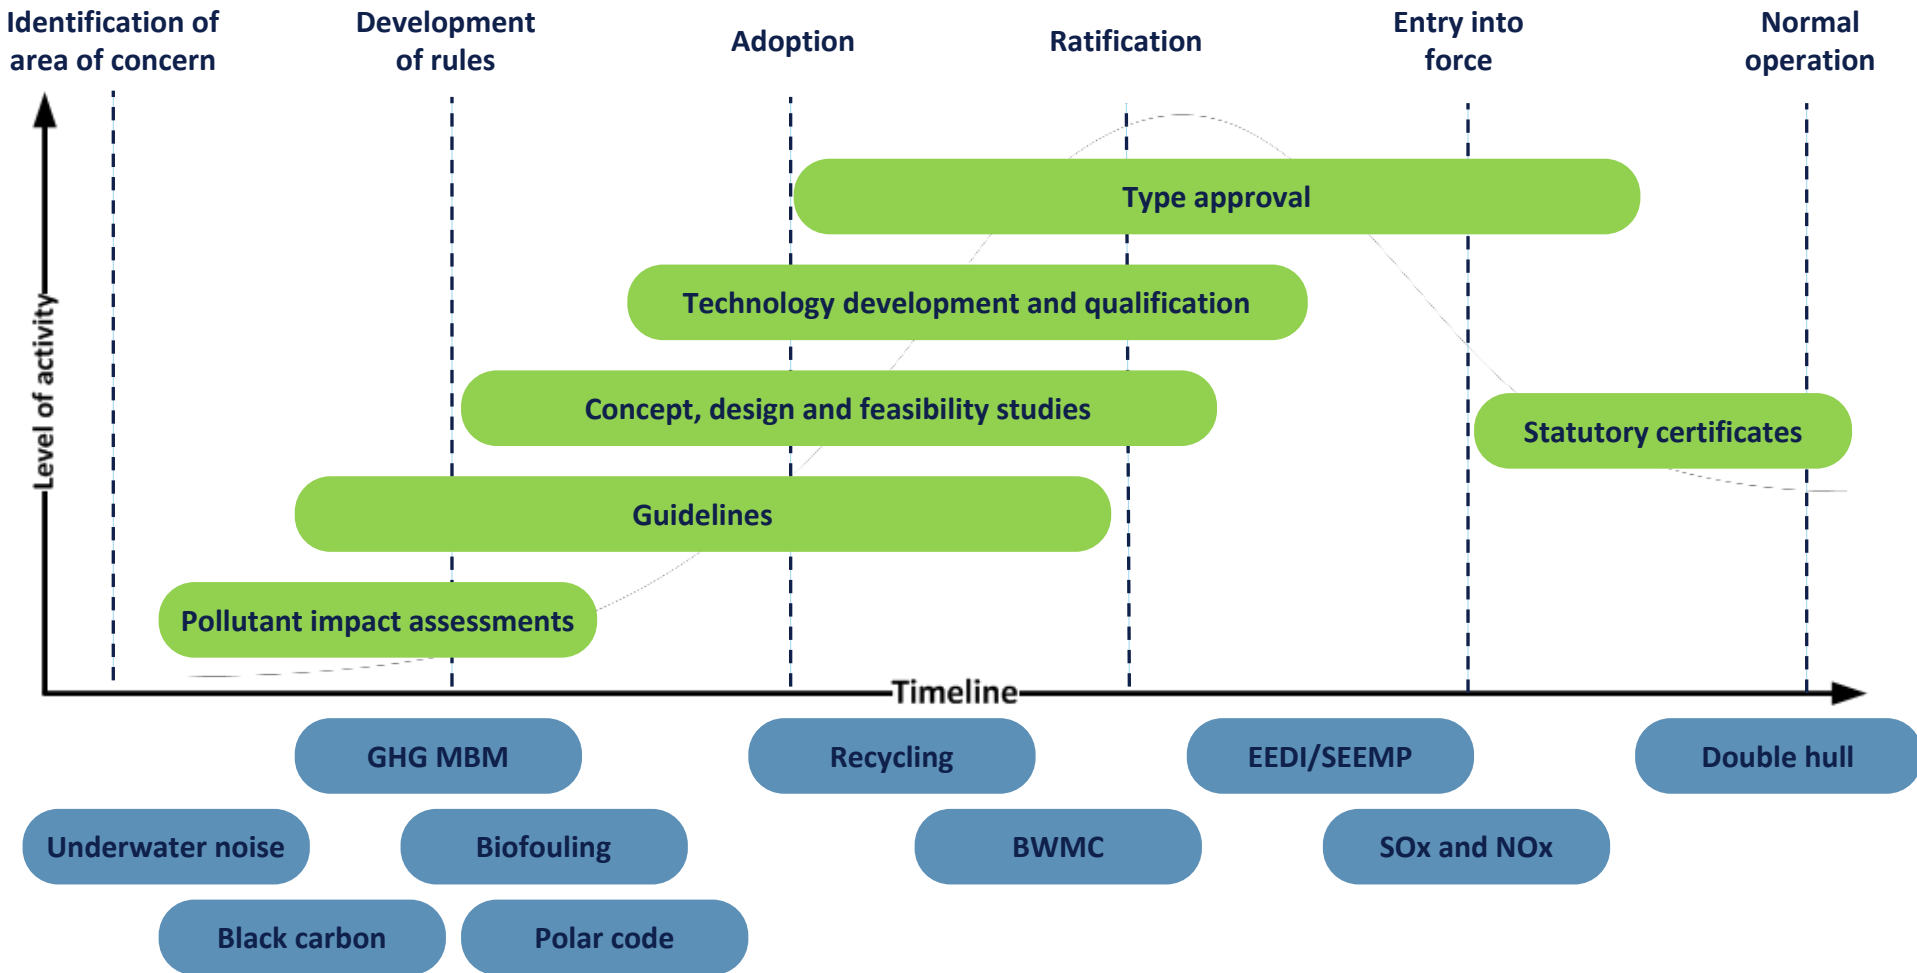 Identification of
area of concern
Development
of rules
Adoption
Ratification
Entry into
force
Normal
operation
Level of activity
Type approval
Technology development and qualification
Concept, design and feasibility studies
Statutory certificates
Guidelines
Pollutant impact assessments
Timeline
GHG MBM
Recycling
EEDI/SEEMP
Double hull
Underwater noise
Biofouling
BWMC
SOx and NOx
Black carbon
Polar code